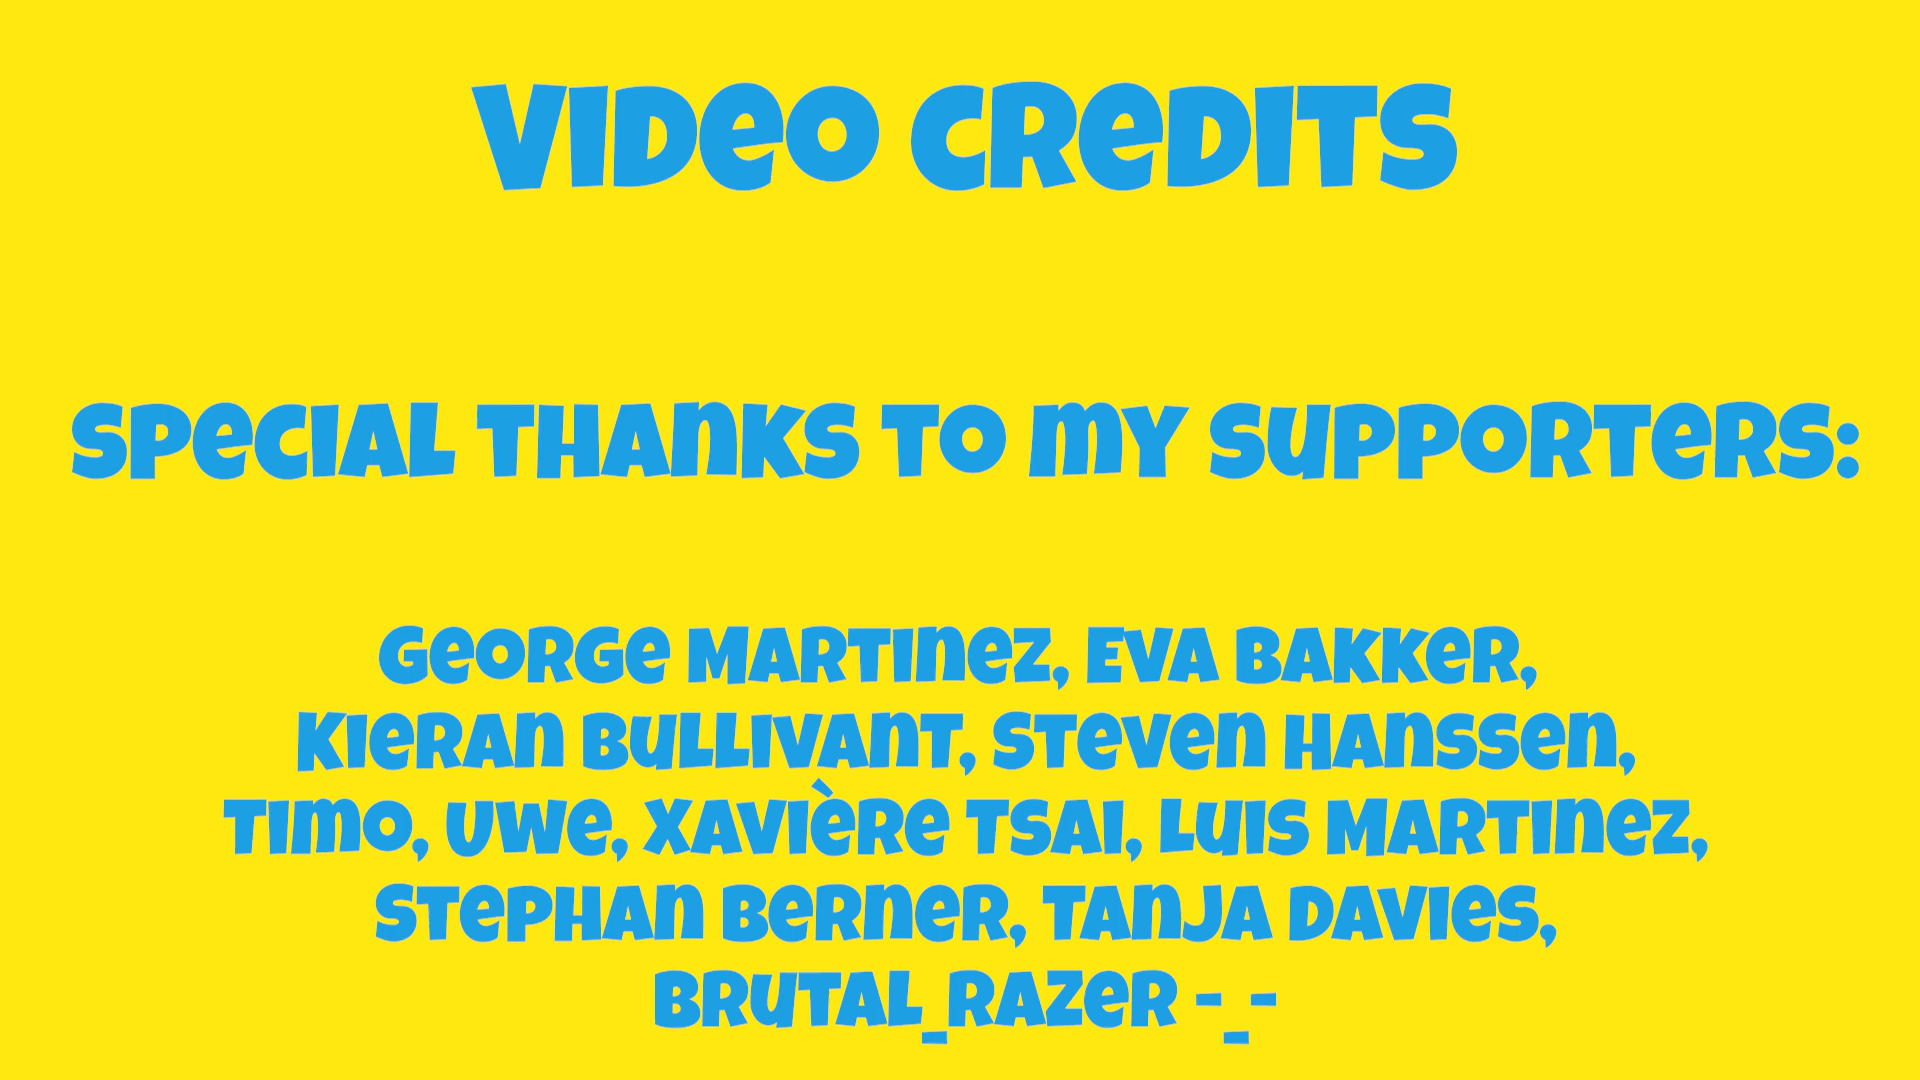 Video Credits
Special thanks to my supporters:
George Martinez, Eva Bakker,
Kieran Bullivant, Steven Hanssen,
Timo, Uwe, Xavière Tsai, Luis Martinez,
Stephan Berner, Tanja Davies,
Brutal_Razer -_-